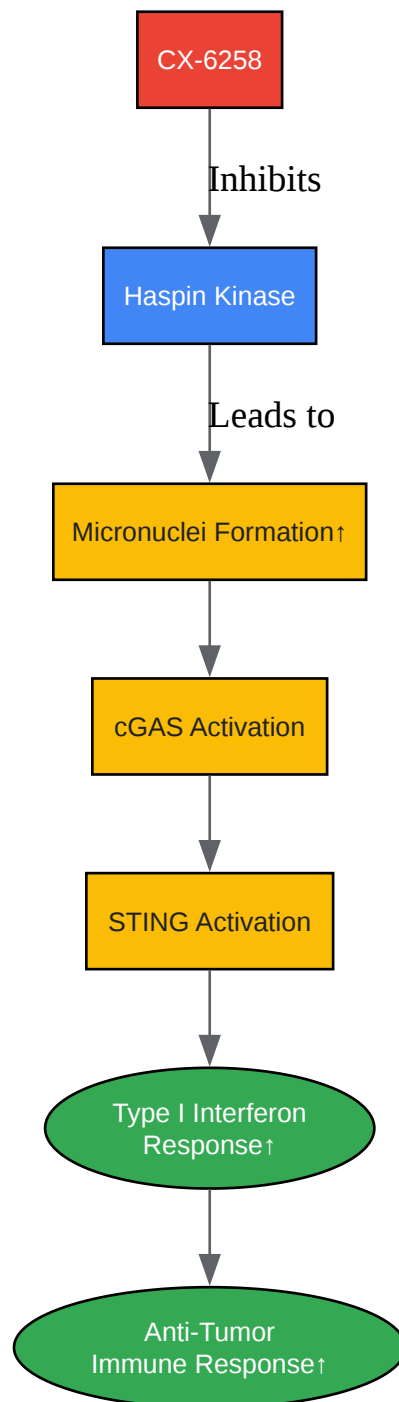 CX-6258
Inhibits
Haspin Kinase
Leads to
Micronuclei Formation↑
cGAS Activation
STING Activation
Type I Interferon
Response↑
Anti-Tumor
Immune Response↑